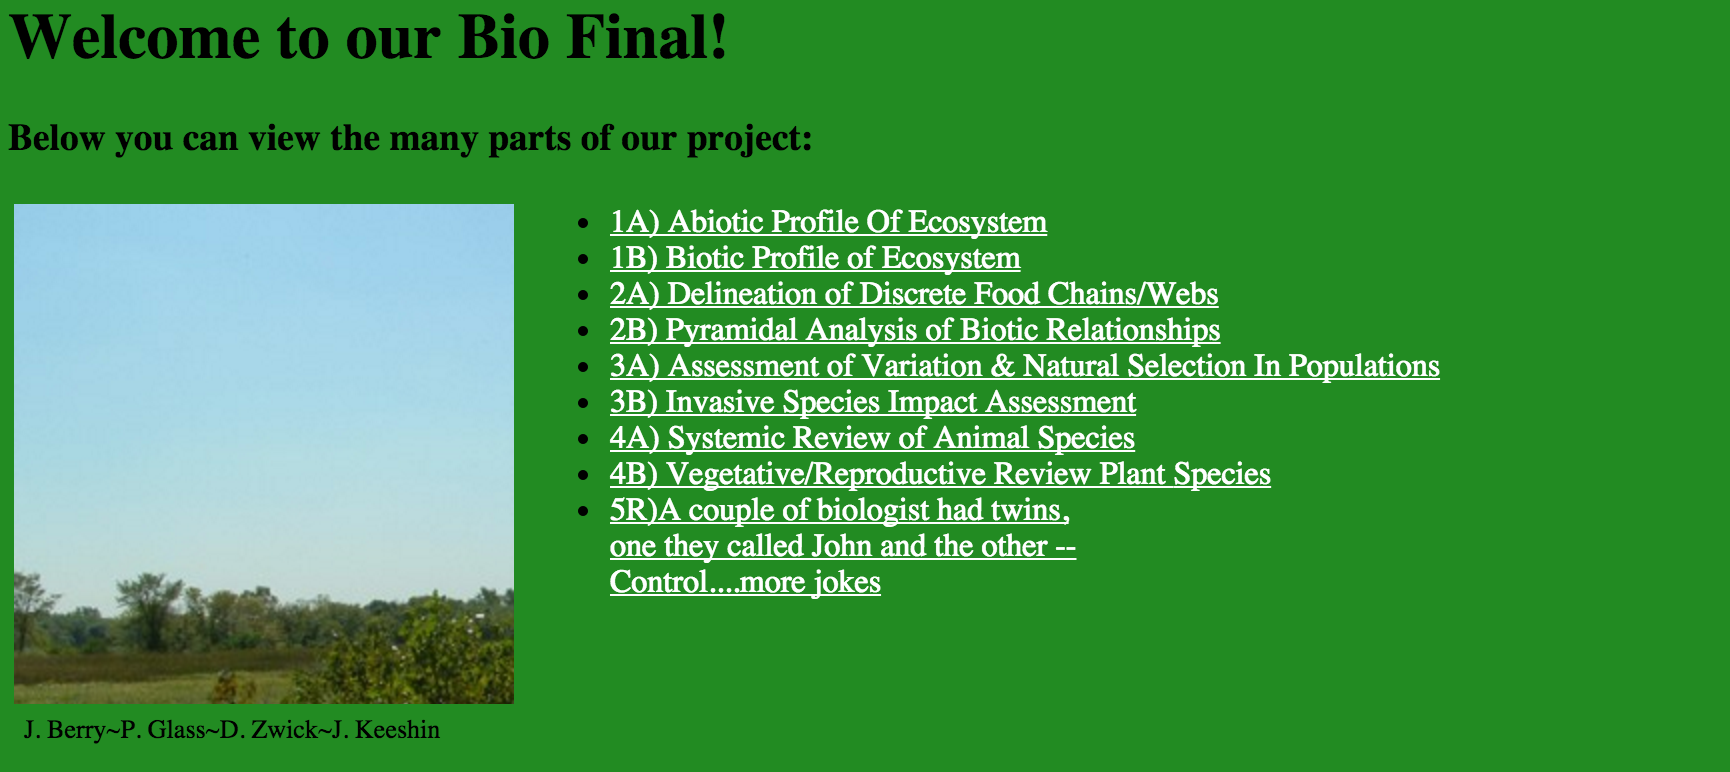 Welcome to our Bio Final!
Below you can view the many parts of our project:
1A) Abiotic Profile Of Ecosystem
1B) Biotic Profile of Ecosystem
2A) Delineation of Discrete Food Chains/Webs
2B) Pyramidal Analysis of Biotic Relationships
3A) Assessment of Variation & Natural Selection In Populations
3B) Invasive Species Impact Assessment
4A) Systemic Review of Animal Species
4B) Vegetative/Reproductive Review Plant Species
5R)A couple of biologist had twins,
one they called John and the other --
Control....more jokes
J. Berry~P. Glass~D. Zwick~J. Keeshin